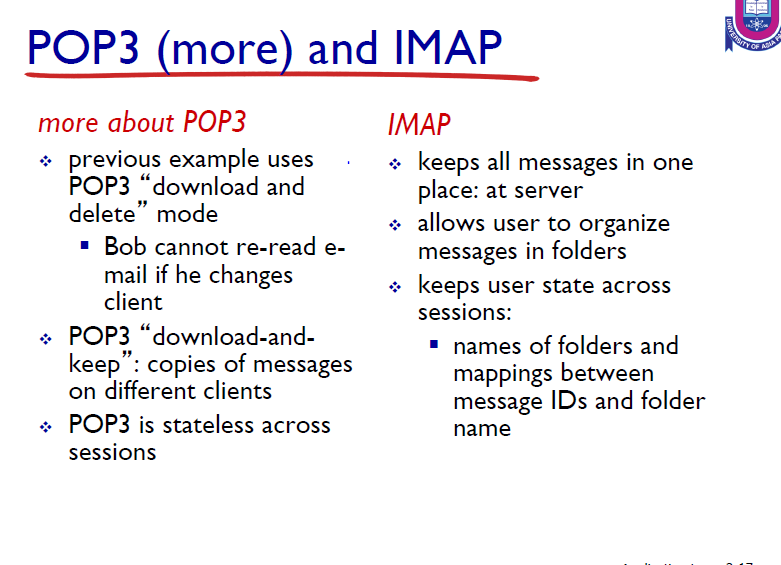 POP3 (more) and IMAP
more about POP3
❖ previous example uses
POP3 “download and
delete” mode
▪ Bob cannot re-read e-
mail if he changes
client
❖ POP3 “download-and-
keep”: copies of messages
on different clients
❖ POP3 is stateless across
sessions
IMAP
❖ keeps all messages in one
place: at server
❖ allows user to organize
messages in folders
❖ keeps user state across
sessions:
▪ names of folders and
mappings between
message IDs and folder
name
UNIVERSITY OF ASIA